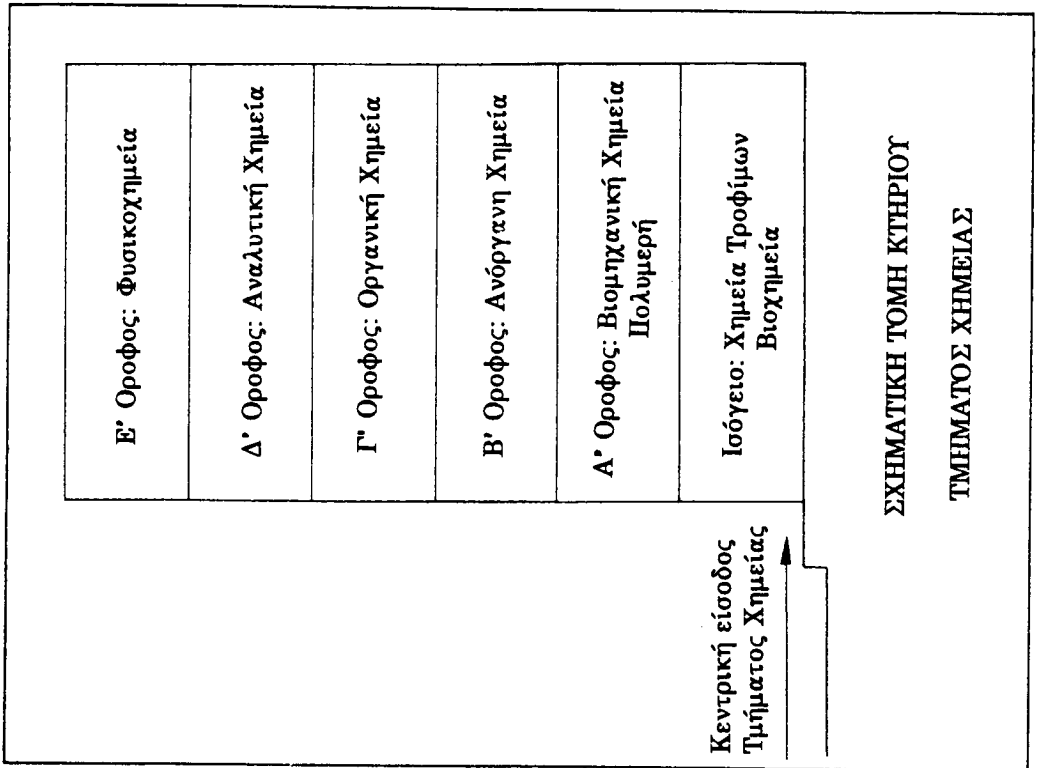 Ε' Οροφος: Φυσικοχημεία
Δ' Οροφος: Αναλυτική Χημεία
Γ' Οροφος: Οργανική Χημεία
Β' Οροφος: Ανόργανη Χημεία
Α' Οροφος: Βιομηχανική Χημεία
Πολυμερή
Ισόγειο: Χημεία Τροφίμων
Βιοχημεία
Κεντρική είσοδος
Τμήματος Χημείας
ΣΧΗΜΑΤΙΚΗ ΤΟΜΗ ΚΤΗΡΙΟΥ
ΤΜΗΜΑΤΟΣ ΧΗΜΕΙΑΣ